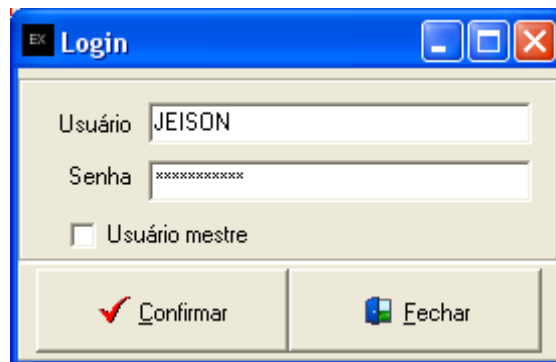 EX Login
Usuário JEISON
Senha ***********
Usuário mestre
Confirmar Fechar